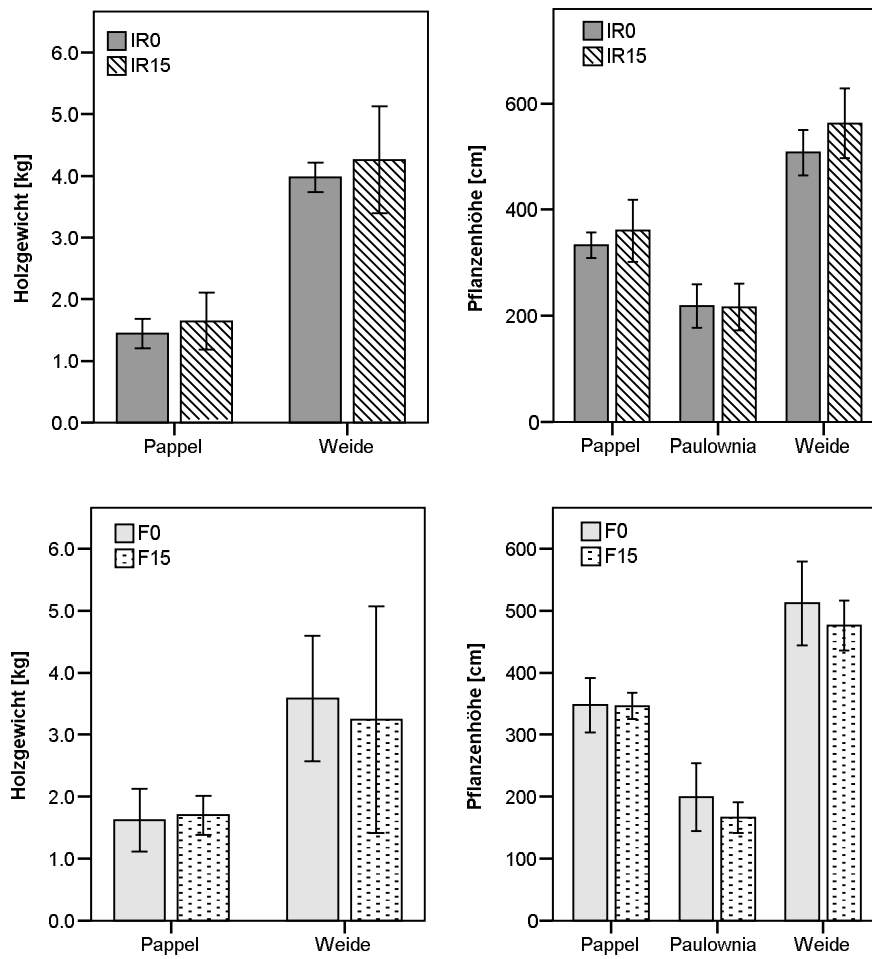 IR0
IR15
Holzgewicht [kg]
6.0
5.0
4.0
3.0
2.0
1.0
0.0
Pappel Weide
IR0
IR15
Pflanzenhöhe [cm]
600
400
200
0
Pappel Paulownia Weide
F0
F15
Holzgewicht [kg]
6.0
5.0
4.0
3.0
2.0
1.0
0.0
Pappel Weide
F0
F15
Pflanzenhöhe [cm]
600
500
400
300
200
100
0
Pappel Paulownia Weide